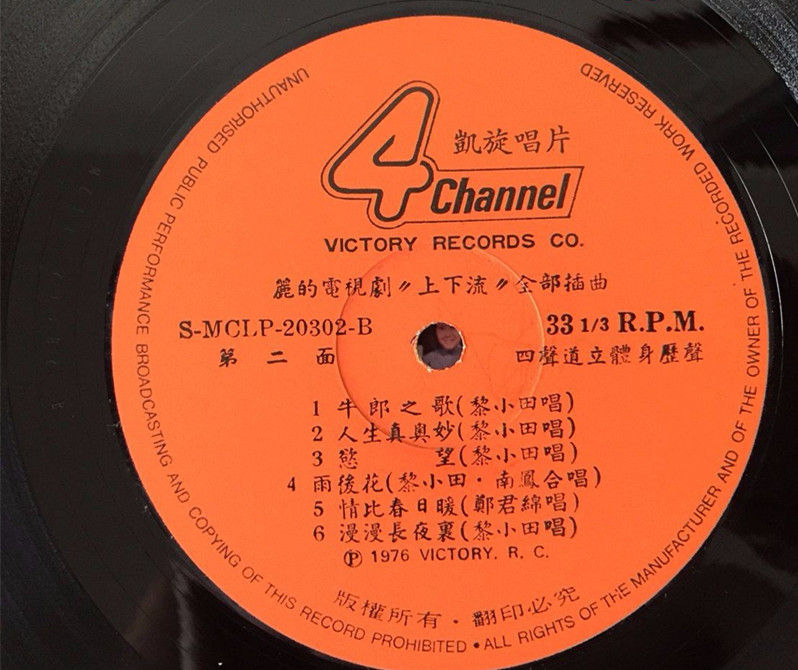 4 Channel
凱旋唱片
VICTORY RECORDS CO.
麗的電視劇〃上下流〃全部插曲
S-MCLP-20302-B
33 1/3 R.P.M.
第二面
四聲道立體身歷聲
1 牛郎之歌(黎小田唱)
2 人生真奧妙(黎小田唱)
3 慾望(黎小田唱)
4 雨後花(黎小田·南鳳合唱)
5 情比春日暖(鄭君綿唱)
6 漫漫長夜裏(黎小田唱)
Ⓟ 1976 VICTORY. R. C.
版權所有·翻印必究
UNAUTHORISED PUBLIC PERFORMANCE BROADCASTING AND COPYING OF THIS RECORD PROHIBITED • ALL RIGHTS OF THE MANUFACTURER AND OF THE OWNER OF THE RECORDED WORK RESERVED